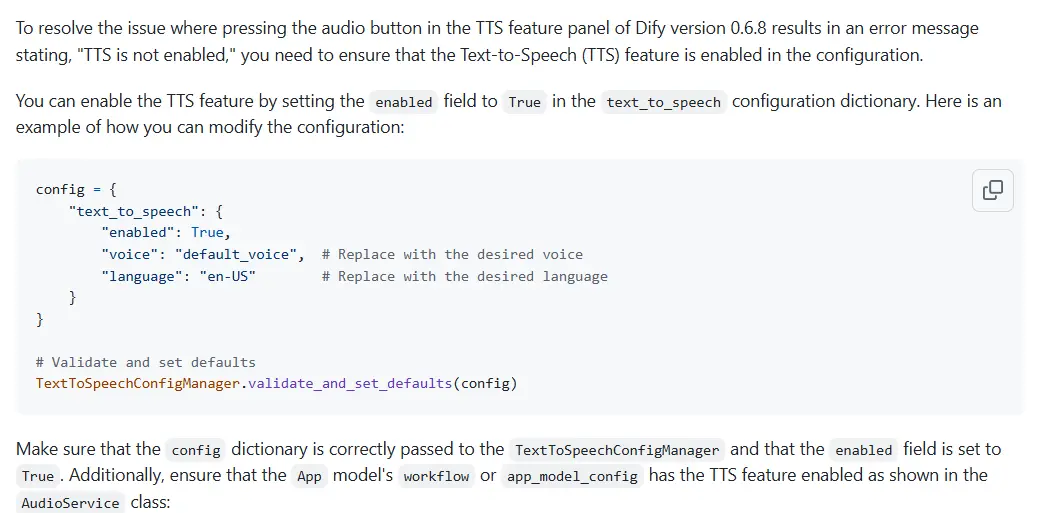 To resolve the issue where pressing the audio button in the TTS feature panel of Dify version 0.6.8 results in an error message
stating, "TTS is not enabled," you need to ensure that the Text-to-Speech (TTS) feature is enabled in the configuration.
You can enable the TTS feature by setting the enabled field to True in the text_to_speech configuration dictionary. Here is an
example of how you can modify the configuration:
config = {
    "text_to_speech": {
        "enabled": True,
        "voice": "default_voice",  # Replace with the desired voice
        "language": "en-US"        # Replace with the desired language
    }
}
# Validate and set defaults
TextToSpeechConfigManager.validate_and_set_defaults(config)
Make sure that the config dictionary is correctly passed to the TextToSpeechConfigManager and that the enabled field is set to
True . Additionally, ensure that the App model's workflow or app_model_config has the TTS feature enabled as shown in the
AudioService class: